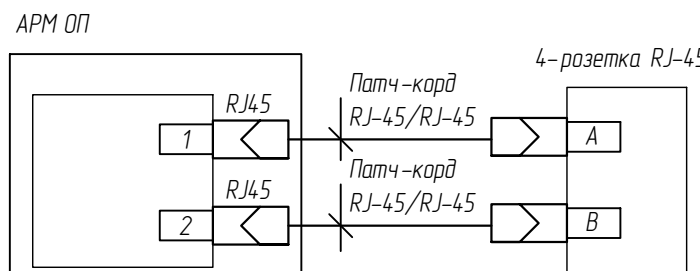 АРМ ОП
4-розетка RJ-45
RJ45
Патч-корд
RJ-45/RJ-45
1
A
RJ45
Патч-корд
RJ-45/RJ-45
2
B